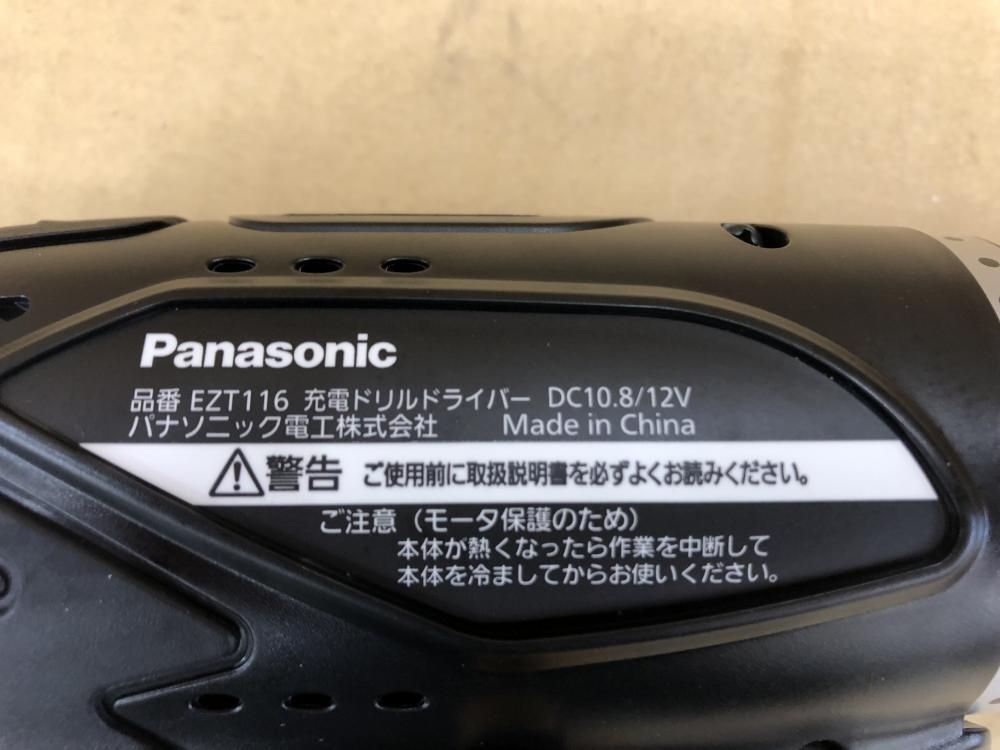 Panasonic
品番 EZT116 充電ドリルドライバー DC10.8/12V
パナソニック電工株式会社 Made in China
警告 ご使用前に取扱説明書を必ずよくお読みください。
ご注意（モータ保護のため）
本体が熱くなったら作業を中断して
本体を冷ましてからお使いください。